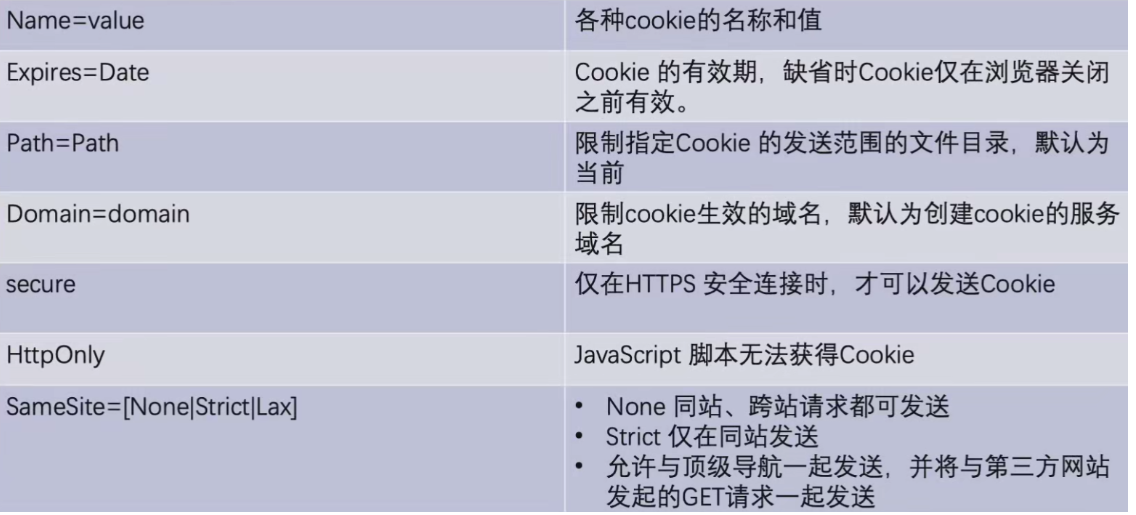 Name=value
各种cookie的名称和值
Expires=Date
Cookie 的有效期，缺省时Cookie仅在浏览器关闭
之前有效。
Path=Path
限制指定Cookie 的发送范围的文件目录，默认为
当前
Domain=domain
限制cookie生效的域名，默认为创建cookie的服务
域名
secure
仅在HTTPS 安全连接时，才可以发送Cookie
HttpOnly
JavaScript 脚本无法获得Cookie
SameSite=[None|Strict|Lax]
• None 同站、跨站请求都可发送
• Strict 仅在同站发送
• 允许与顶级导航一起发送，并将与第三方网站
发起的GET请求一起发送